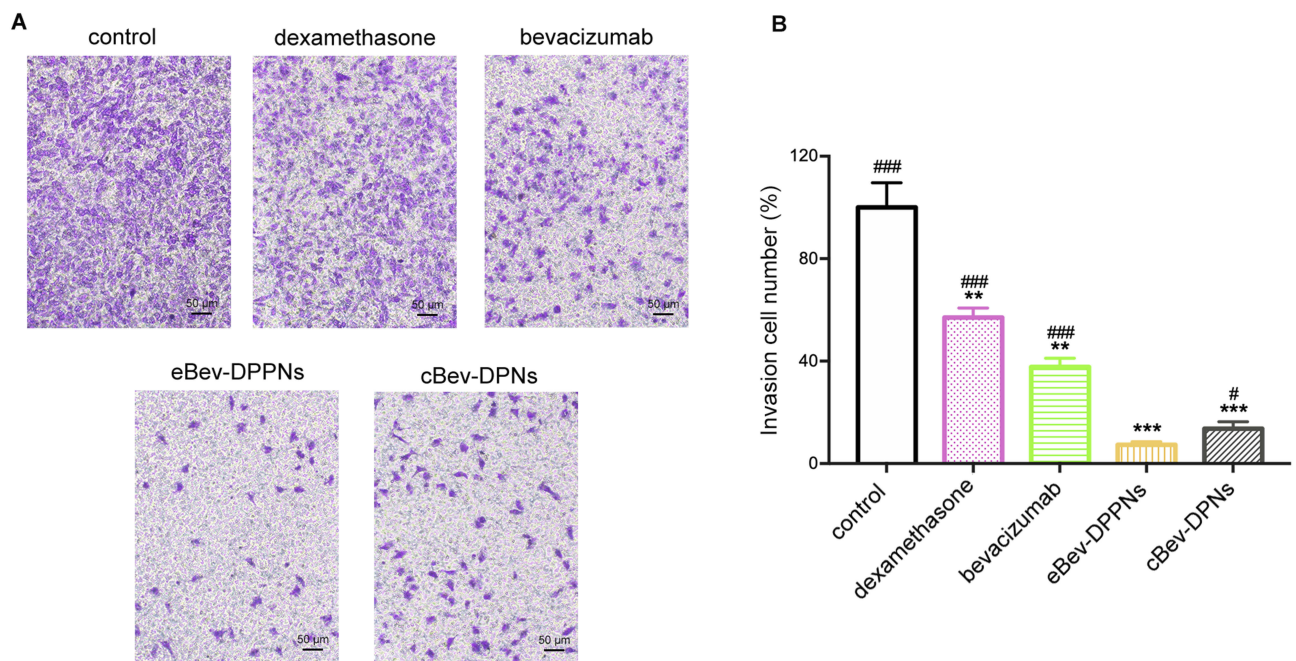 A
control
dexamethasone
bevacizumab
50 µm
50 µm
50 µm
eBev-DPPNs
cBev-DPNs
50 µm
50 µm
B
Invasion cell number (%)
120
80
40
0
###
###
**
###
**
***
#
***
control
dexamethasone
bevacizumab
eBev-DPPNs
cBev-DPNs